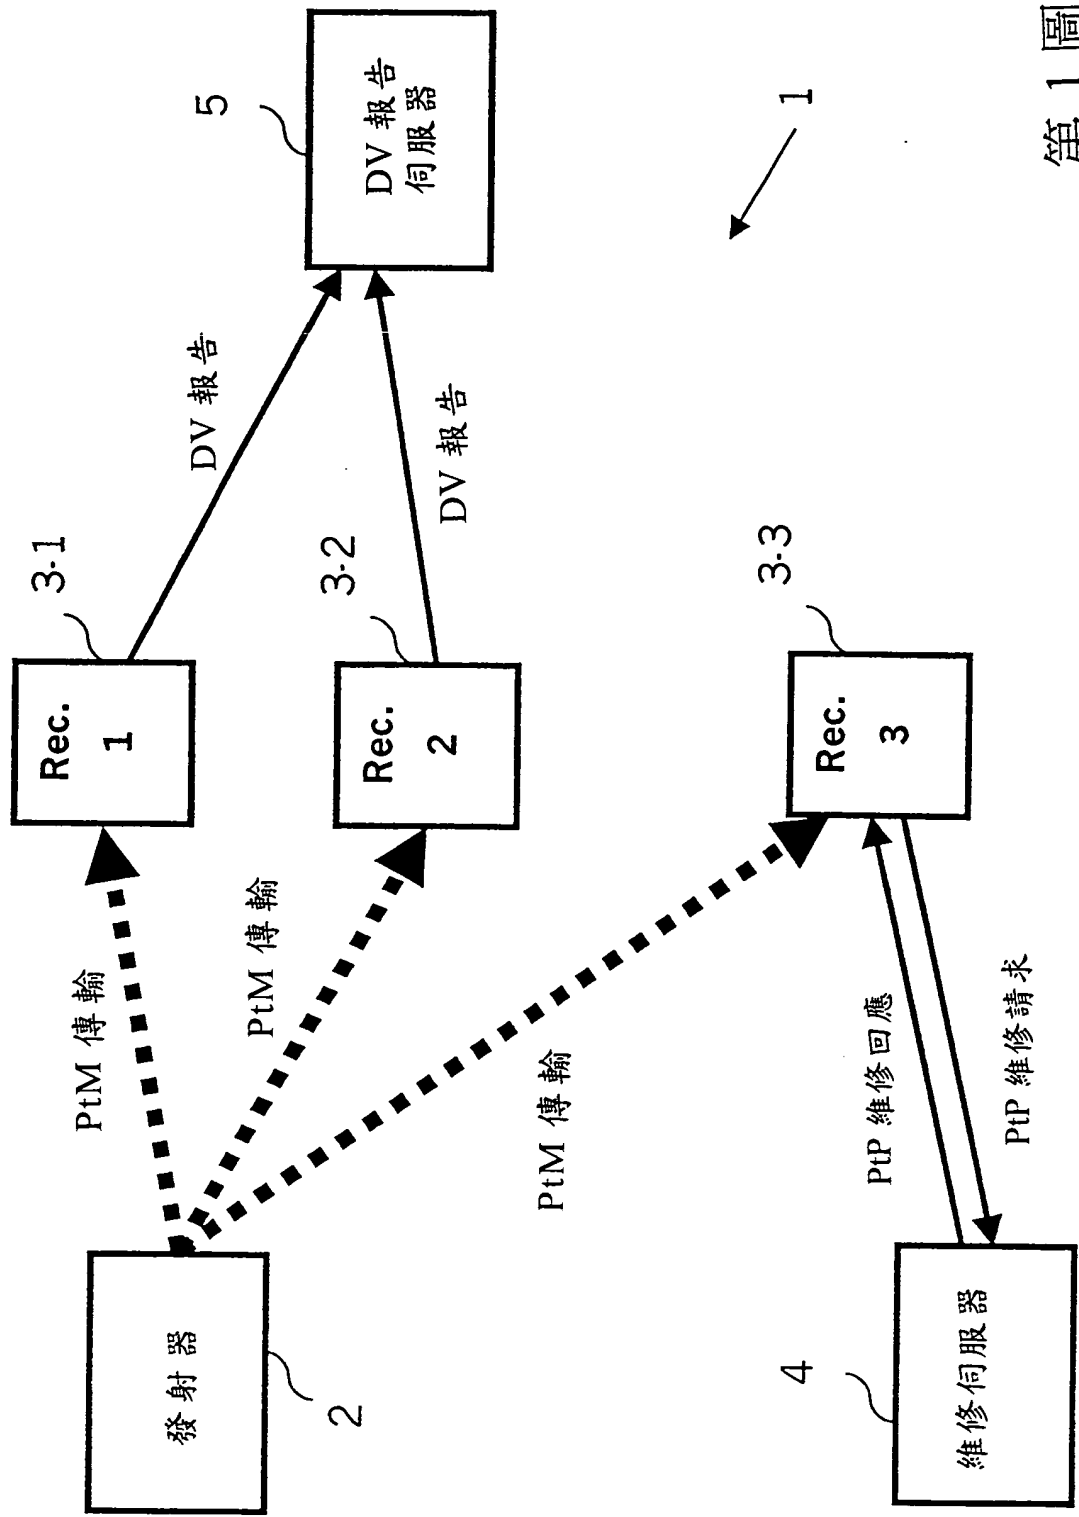 發射器
2
PtM 傳輸
PtM 傳輸
PtM 傳輸
Rec.
1
3-1
Rec.
2
3-2
Rec.
3
3-3
DV 報告
DV 報告
DV 報告
伺服器
5
維修伺服器
4
PtP 維修回應
PtP 維修請求
1
第 1 圖